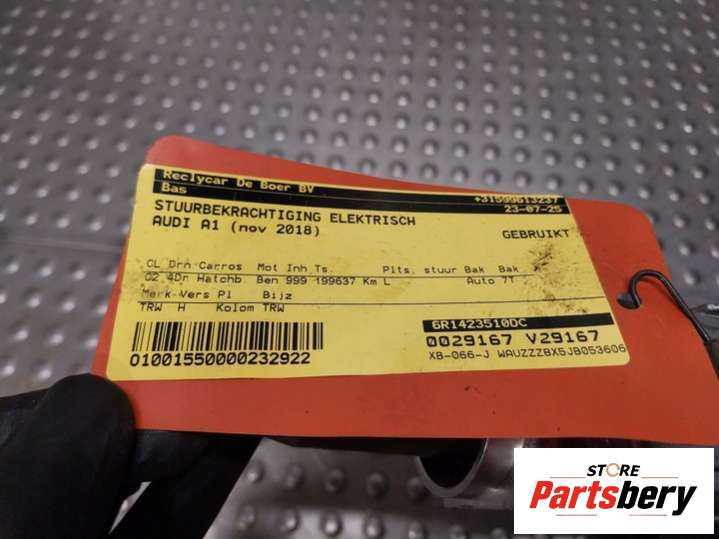 Reclycar De Boer BV
Bas
+31599613237
23-07-25
STUURBEKRACHTIGING ELEKTRISCH
AUDI A1 (nov 2018)
GEBRUIKT
CL Drn Carros Mot Inh Ts. Plts. stuur Bak Bak
02 4Dr Hatchb. Ben 999 199637 Km L Auto 7T
Merk Vers Pl Bijz
TRW H Kolom TRW
01001550000232922
6R1423510DC
0029167 V29167
XB-066-J WAUZZZ8X5JB053606
STORE
Partsbery